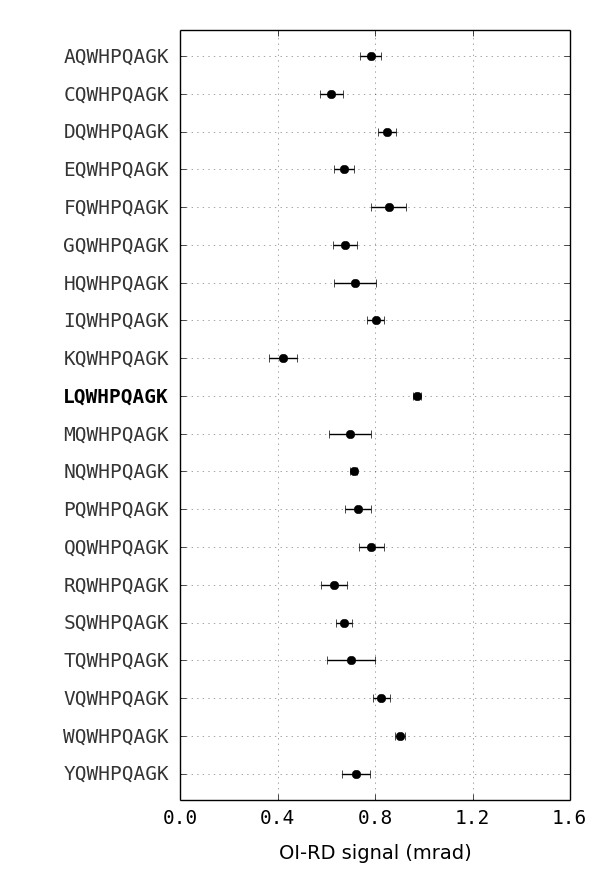 AQWHPQAGK
CQWHPQAGK
DQWHPQAGK
EQWHPQAGK
FQWHPQAGK
GQWHPQAGK
HQWHPQAGK
IQWHPQAGK
KQWHPQAGK
LQWHPQAGK
MQWHPQAGK
NQWHPQAGK
PQWHPQAGK
QQWHPQAGK
RQWHPQAGK
SQWHPQAGK
TQWHPQAGK
VQWHPQAGK
WQWHPQAGK
YQWHPQAGK
0.0 0.4 0.8 1.2 1.6
OI-RD signal (mrad)